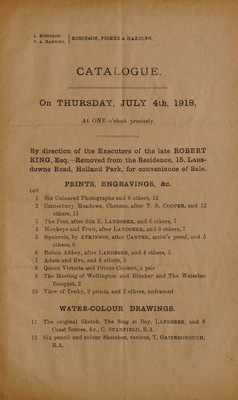 A. ROBINSON. } ROBINSON, FISHER & HARDING.
F. A. HARDING.
CATALOGUE.
On THURSDAY, JULY 4th, 1918,
At ONE o'clock precisely.
By direction of the Executors of the late ROBERT
KING, Esq.—Removed from the Residence, 15, Lans-
downe Road, Holland Park, for convenience of Sale.
PRINTS, ENGRAVINGS, &c.
LOT
1 Six Coloured Photographs and 6 others, 12
2 Canterbury Meadows, Chromo, after T. S. COOPER, and 12
others, 13
3 The Pets, after SIR E. LANDSEER, and 6 others, 7
4 Monkeys and Fruit, after LANDSEER, and 6 others, 7
5 Squirrels, by ATKINSON, after CARTER, artist's proof, and 5
others, 6
6 Bolton Abbey, after LANDSEER, and 4 others, 5
7 Adam and Eve, and 4 others, 5
8 Queen Victoria and Prince Consort, a pair
9 The Meeting of Wellington and Blucher and The Waterloo
Banquet, 2
10 View of Tenby, 2 prints, and 2 others, unframed
WATER-COLOUR DRAWINGS.
11 The original Sketch, The Stag at Bay, LANDSEER, and 6
Coast Scenes, &c., C. STANFIELD, R.A.
12 Six pencil and colour Sketches, various, T. GAINSBOROUGH,
R.A.